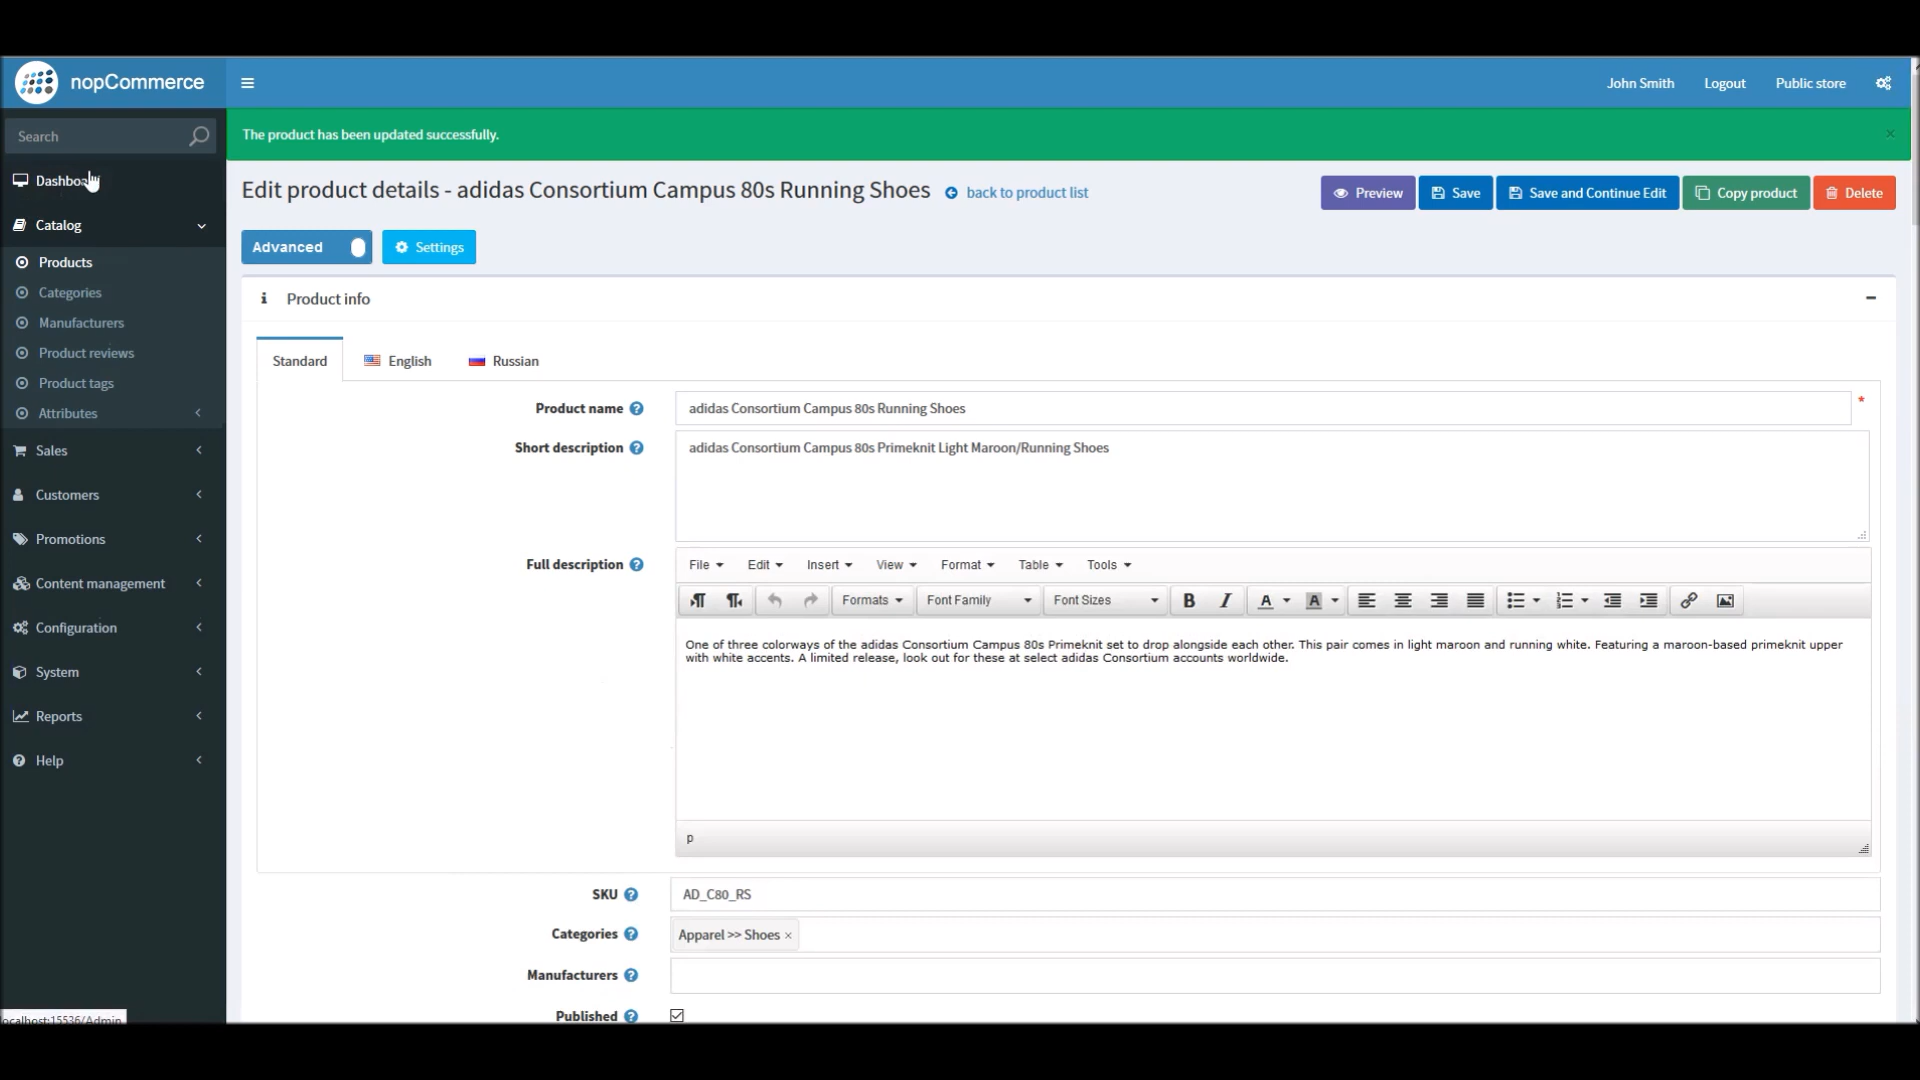 nopCommerce
John Smith
Logout
Public store
Search
The product has been updated successfully.
×
Dashboa
Edit product details - adidas Consortium Campus 80s Running Shoes
back to product list
Preview
Save
Save and Continue Edit
Copy product
Delete
Catalog
Advanced
Settings
Products
Categories
Manufacturers
Product reviews
Product tags
Attributes
Sales
Customers
Promotions
Content management
Configuration
System
Reports
Help
Product info
Standard
English
Russian
Product name
adidas Consortium Campus 80s Running Shoes
*
Short description
adidas Consortium Campus 80s Primeknit Light Maroon/Running Shoes
Full description
File
Edit
Insert
View
Format
Table
Tools
Formats
Font Family
Font Sizes
B
I
A
A
One of three colorways of the adidas Consortium Campus 80s Primeknit set to drop alongside each other. This pair comes in light maroon and running white. Featuring a maroon-based primeknit upper
with white accents. A limited release, look out for these at select adidas Consortium accounts worldwide.
p
SKU
AD_C80_RS
Categories
Apparel >> Shoes ×
Manufacturers
Published
ocalhost:15536/Admin